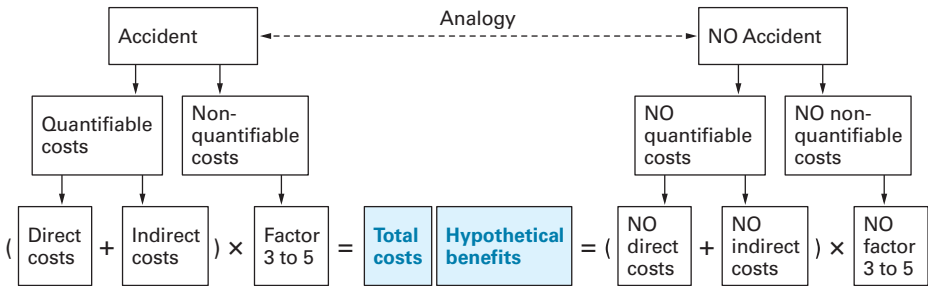 Analogy
Accident
NO Accident
Quantifiable
costs
Non-
quantifiable
costs
NO
quantifiable
costs
NO non-
quantifiable
costs
(
Direct
costs
+
Indirect
costs
) ×
Factor
3 to 5
=
Total
costs
Hypothetical
benefits
= (
NO
direct
costs
+
NO
indirect
costs
) ×
NO
factor
3 to 5